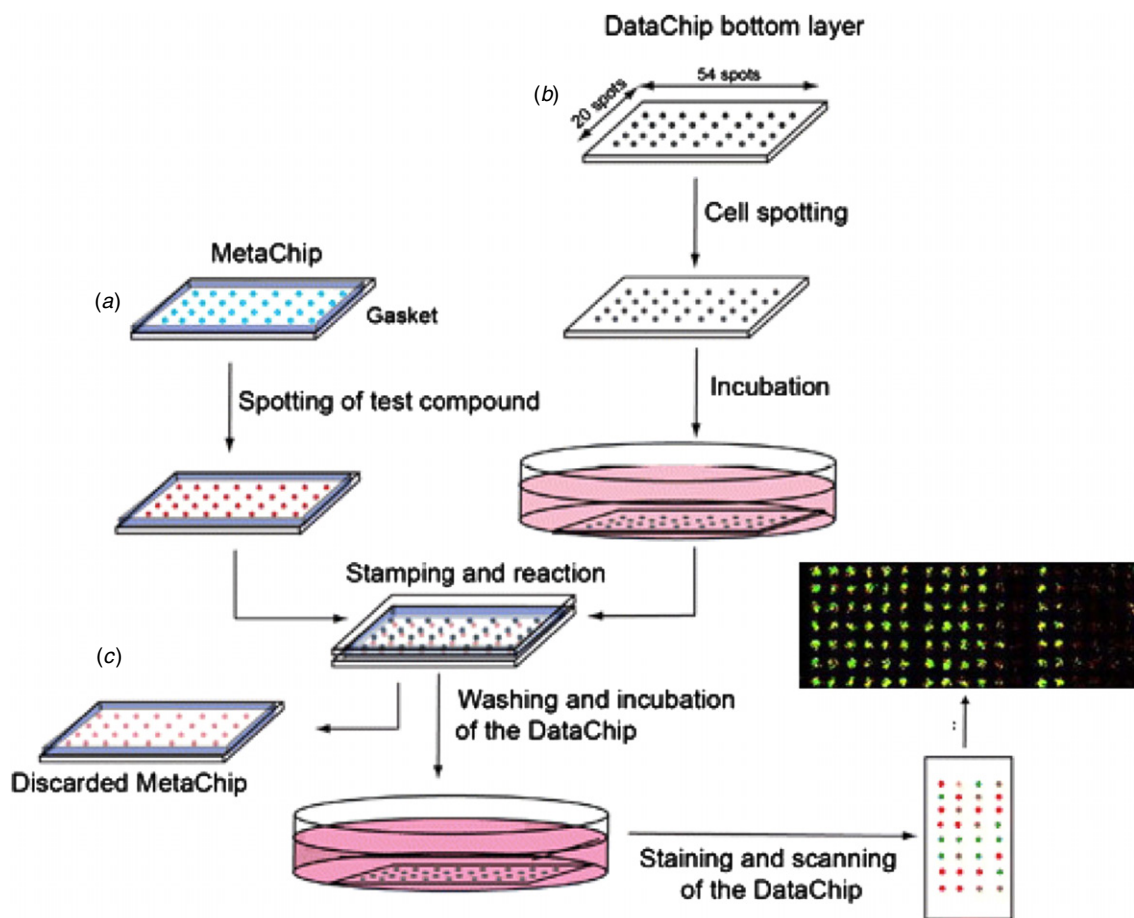 DataChip bottom layer
(b)
20 spots
54 spots
Cell spotting
MetaChip
(a)
Gasket
Incubation
Spotting of test compound
Stamping and reaction
(c)
Washing and incubation
of the DataChip
Discarded MetaChip
:
Staining and scanning
of the DataChip